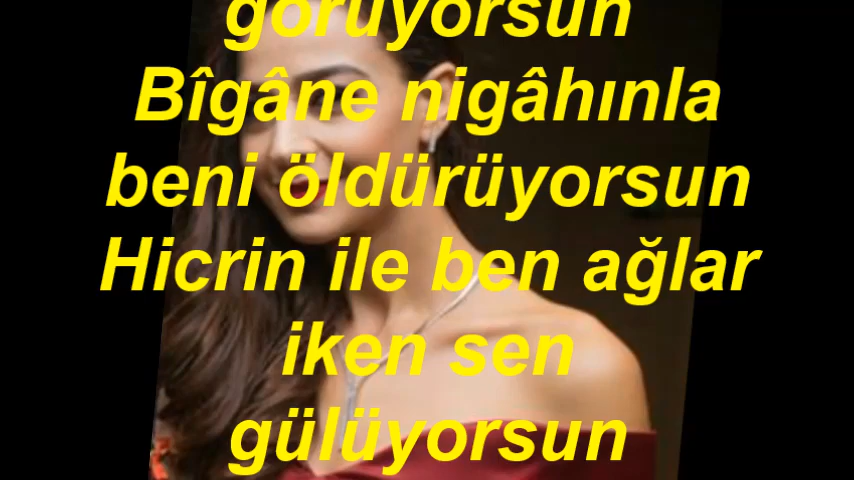 görüyorsun
Bîgâne nigâhınla
beni öldürüyorsun
Hicrin ile ben ağlar
iken sen
gülüyorsun